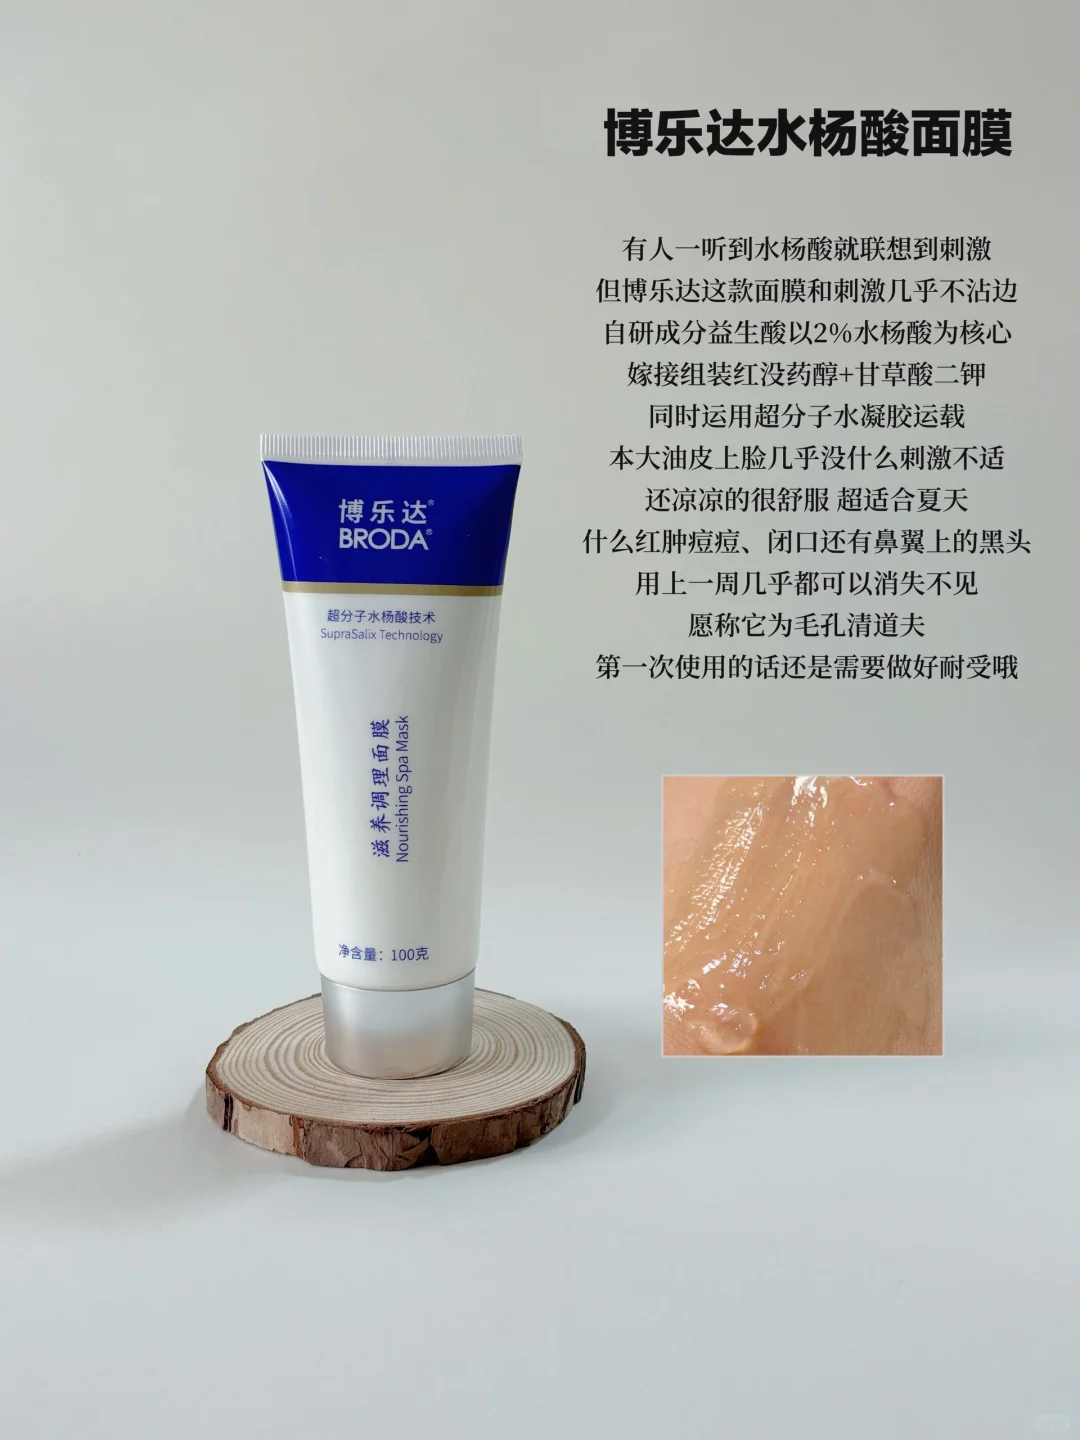 博乐达水杨酸面膜
有人一听到水杨酸就联想到刺激
但博乐达这款面膜和刺激几乎不沾边
自研成分益生酸以2%水杨酸为核心
嫁接组装红没药醇+甘草酸二钾
同时运用超分子水凝胶运载
本大油皮上脸几乎没什么刺激不适
还凉凉的很舒服 超适合夏天
什么红肿痘痘、闭口还有鼻翼上的黑头
用上一周几乎都可以消失不见
愿称它为毛孔清道夫
第一次使用的话还是需要做好耐受哦
博乐达®
BRODA®
超分子水杨酸技术
SupraSalix Technology
滋养调理面膜
Nourishing Spa Mask
净含量：100克